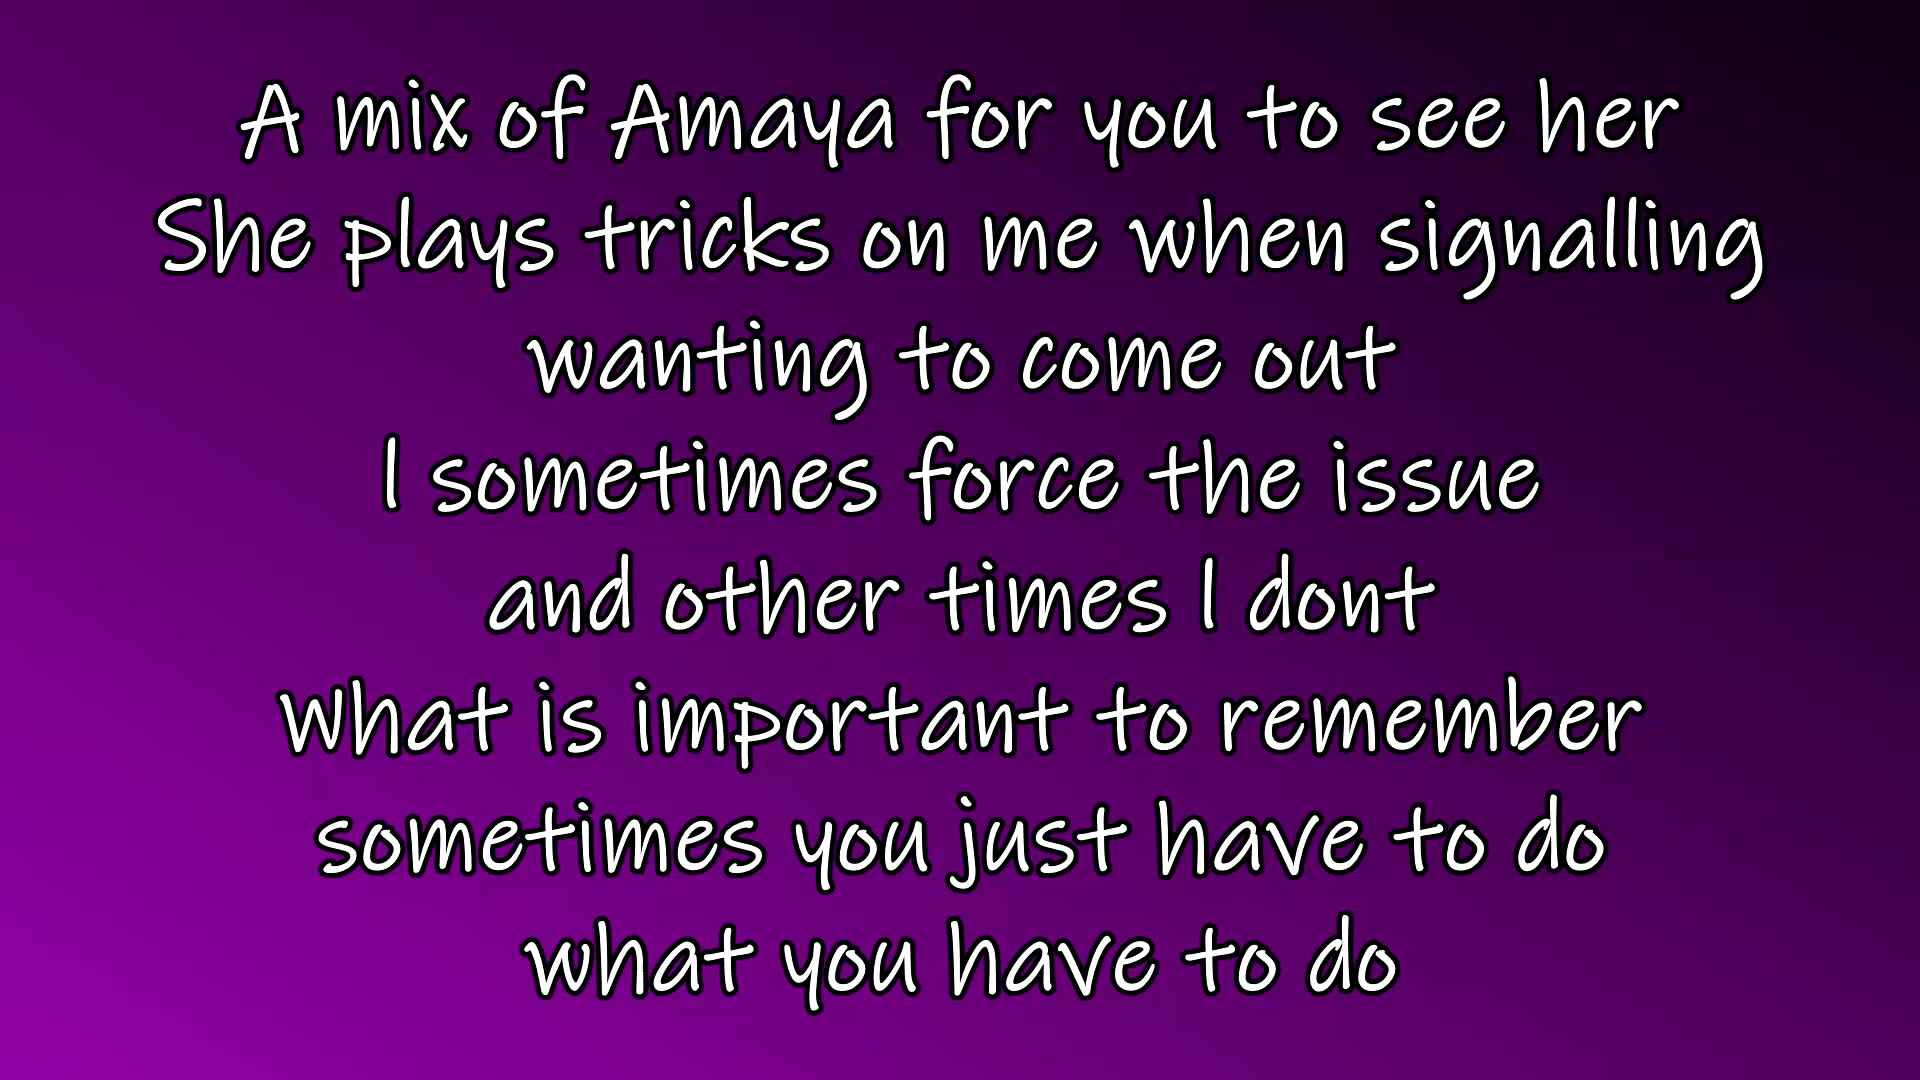 A mix of Amaya for you to see her
She plays tricks on me when signalling
wanting to come out
I sometimes force the issue
and other times I dont
What is important to remember
sometimes you just have to do
what you have to do